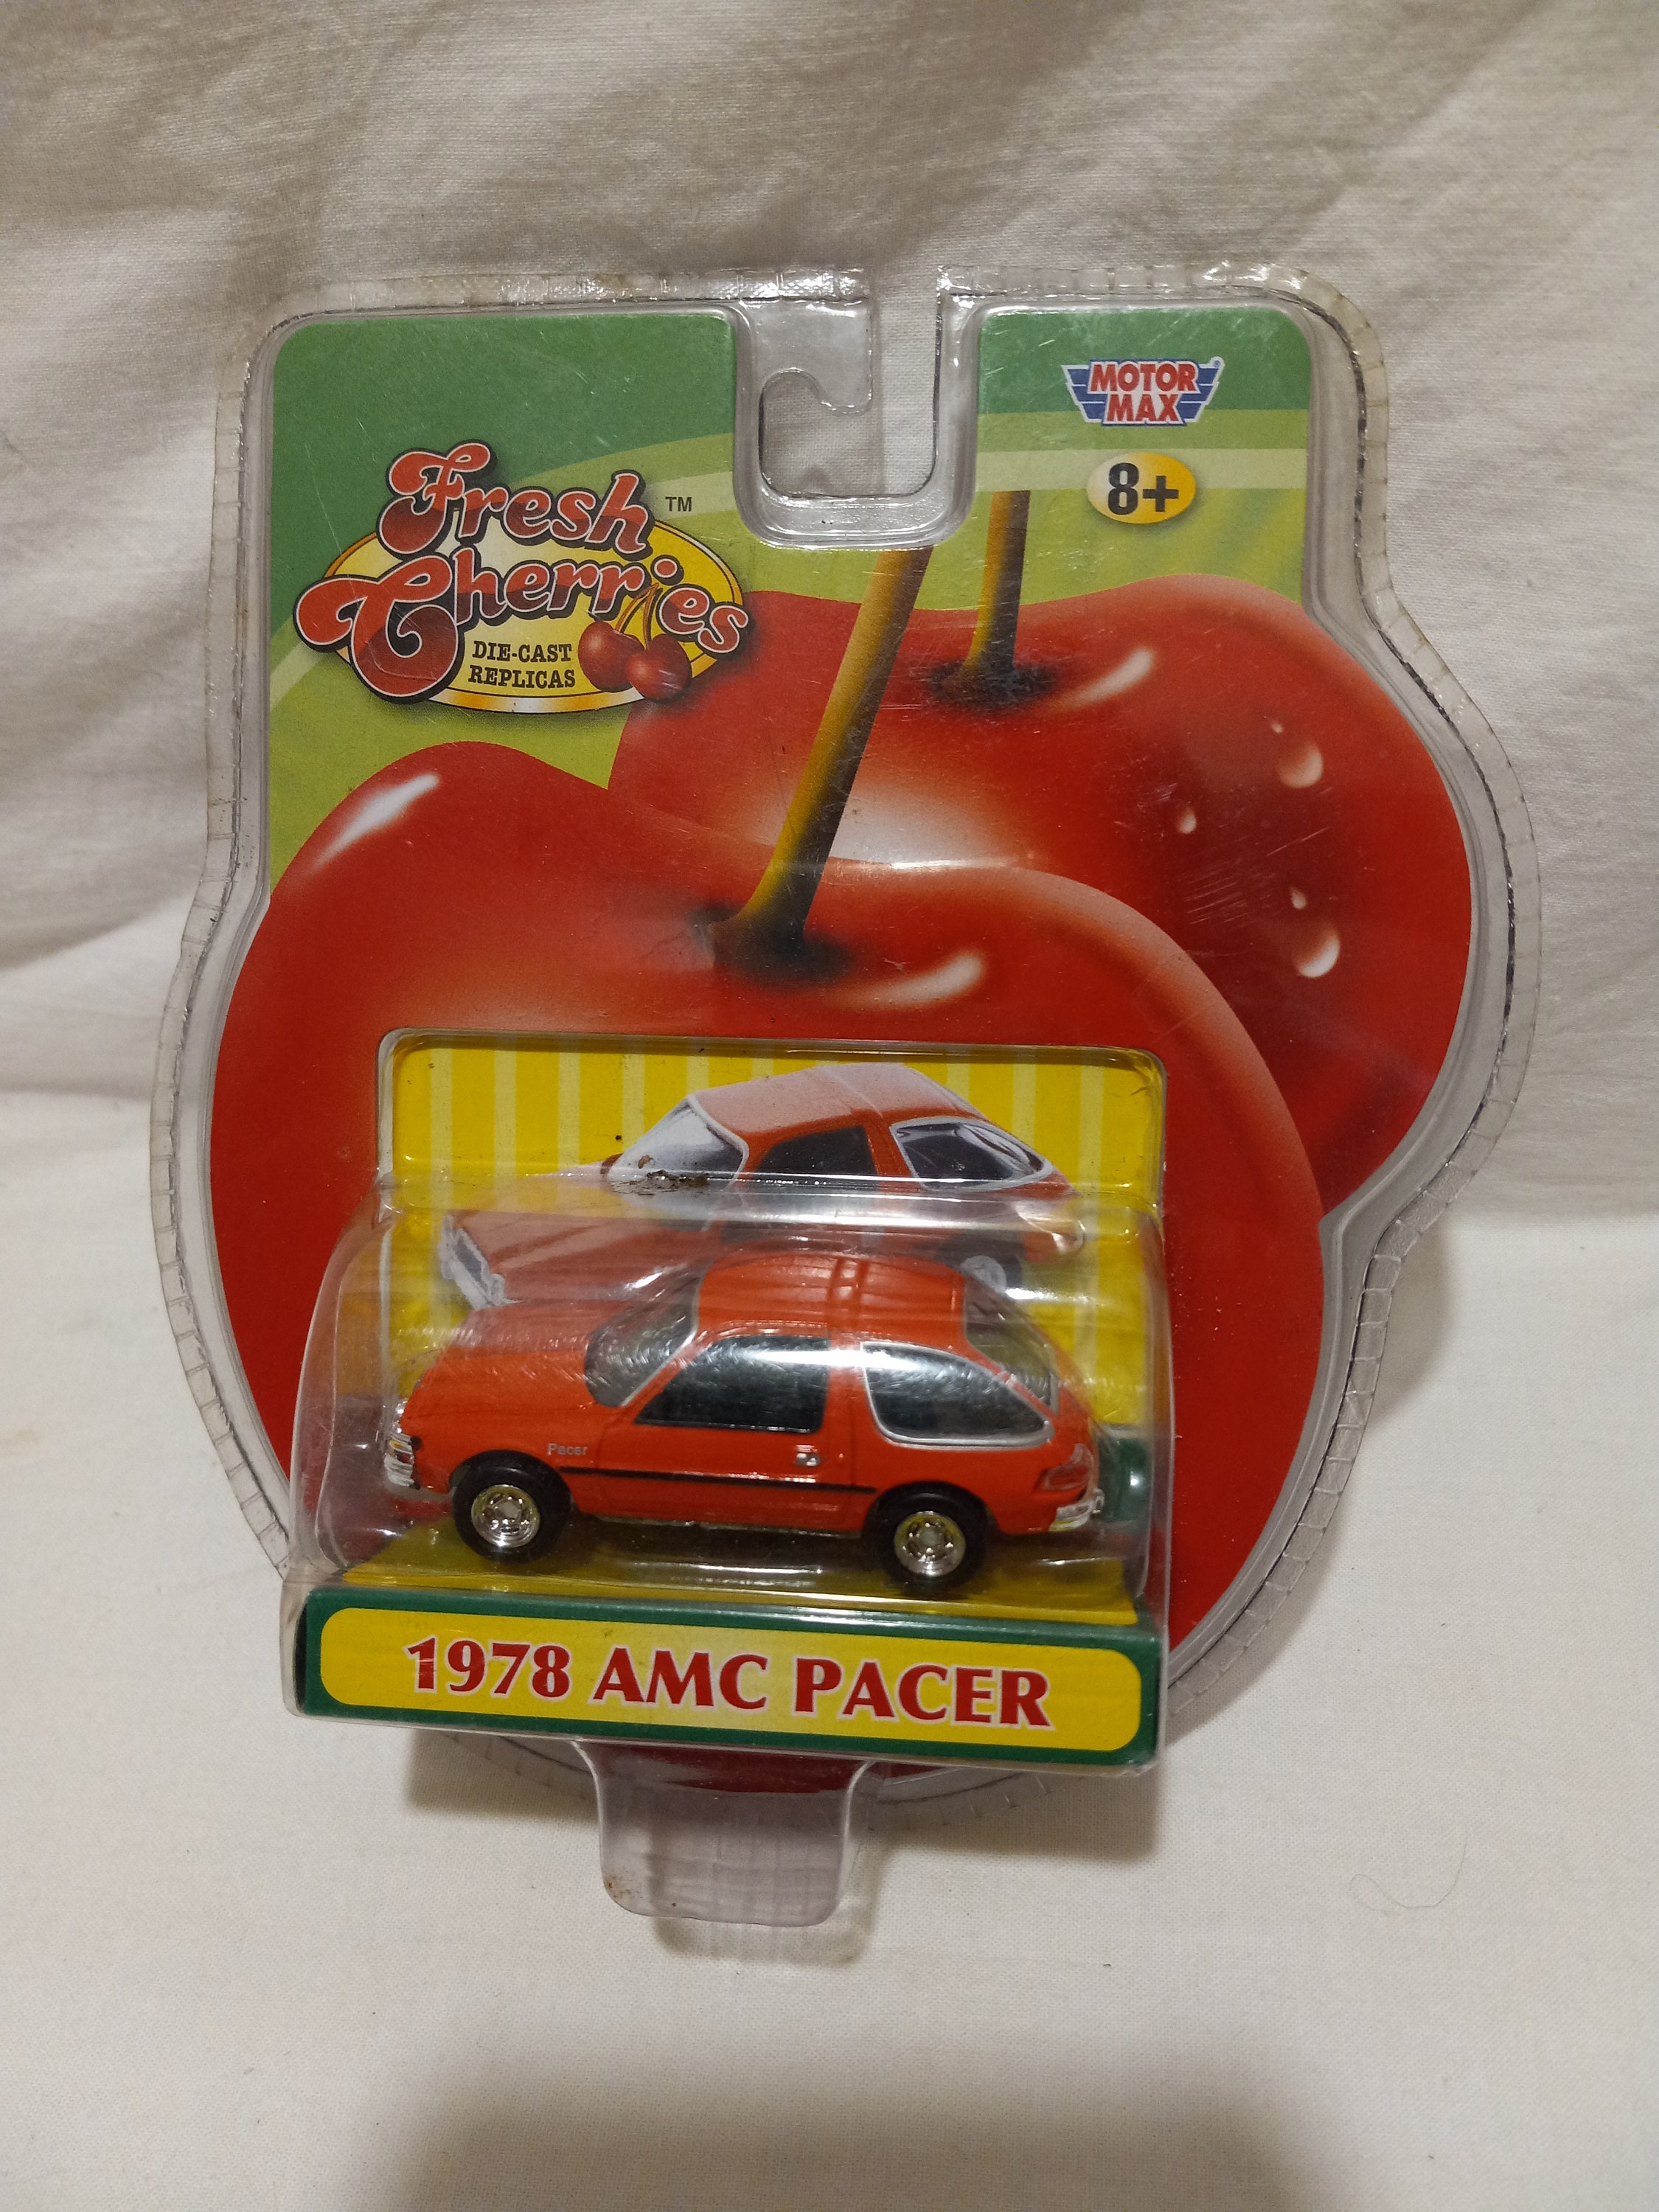 MOTOR
MAX®
8+
Fresh ™
Cherries
DIE-CAST
REPLICAS
Pacer
1978 AMC PACER